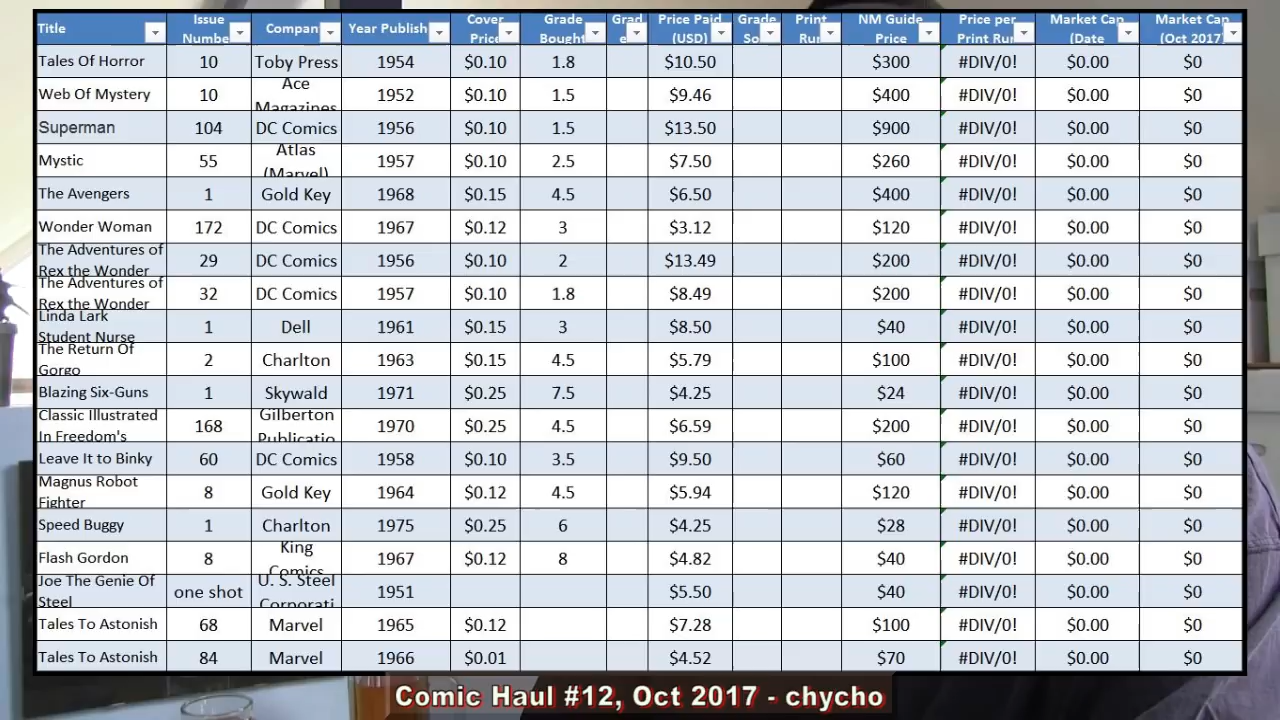 Title Issue Numbe Compan Year Publish Cover Price Grade Bought Grad e Price Paid (USD) Grade So Print Run NM Guide Price Price per Print Run Market Cap (Date Market Cap (Oct 2017)
Tales Of Horror 10 Toby Press 1954 $0.10 1.8 $10.50 $300 #DIV/0! $0.00 $0
Web Of Mystery 10 Ace Magazines 1952 $0.10 1.5 $9.46 $400 #DIV/0! $0.00 $0
Superman 104 DC Comics 1956 $0.10 1.5 $13.50 $900 #DIV/0! $0.00 $0
Mystic 55 Atlas (Marvel) 1957 $0.10 2.5 $7.50 $260 #DIV/0! $0.00 $0
The Avengers 1 Gold Key 1968 $0.15 4.5 $6.50 $400 #DIV/0! $0.00 $0
Wonder Woman 172 DC Comics 1967 $0.12 3 $3.12 $120 #DIV/0! $0.00 $0
The Adventures of Rex the Wonder 29 DC Comics 1956 $0.10 2 $13.49 $200 #DIV/0! $0.00 $0
The Adventures of Rex the Wonder 32 DC Comics 1957 $0.10 1.8 $8.49 $200 #DIV/0! $0.00 $0
Linda Lark Student Nurse 1 Dell 1961 $0.15 3 $8.50 $40 #DIV/0! $0.00 $0
The Return Of Gorgo 2 Charlton 1963 $0.15 4.5 $5.79 $100 #DIV/0! $0.00 $0
Blazing Six-Guns 1 Skywald 1971 $0.25 7.5 $4.25 $24 #DIV/0! $0.00 $0
Classic Illustrated In Freedom's 168 Gilberton Publicatio 1970 $0.25 4.5 $6.59 $200 #DIV/0! $0.00 $0
Leave It to Binky 60 DC Comics 1958 $0.10 3.5 $9.50 $60 #DIV/0! $0.00 $0
Magnus Robot Fighter 8 Gold Key 1964 $0.12 4.5 $5.94 $120 #DIV/0! $0.00 $0
Speed Buggy 1 Charlton 1975 $0.25 6 $4.25 $28 #DIV/0! $0.00 $0
Flash Gordon 8 King Comics 1967 $0.12 8 $4.82 $40 #DIV/0! $0.00 $0
Joe The Genie Of Steel one shot U. S. Steel Corporati 1951 $5.50 $40 #DIV/0! $0.00 $0
Tales To Astonish 68 Marvel 1965 $0.12 $7.28 $100 #DIV/0! $0.00 $0
Tales To Astonish 84 Marvel 1966 $0.01 $4.52 $70 #DIV/0! $0.00 $0
Comic Haul #12, Oct 2017 - chycho